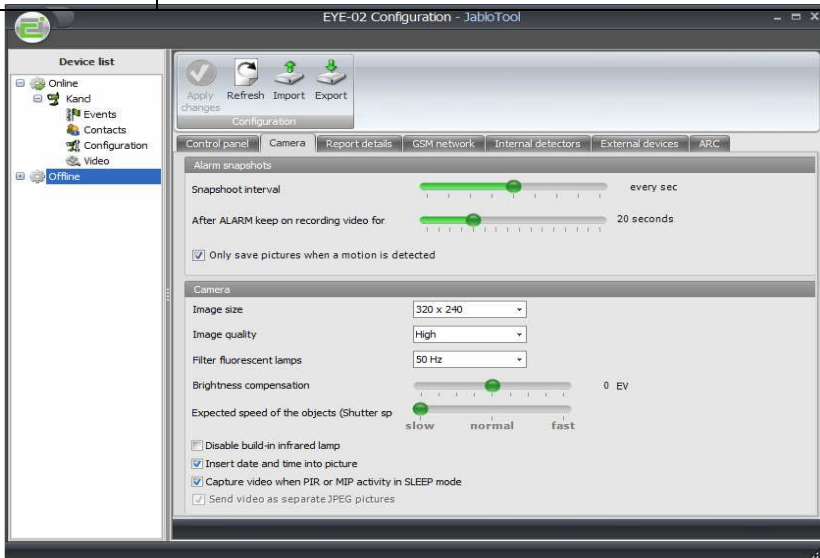 EYE-02 Configuration - JabloTool
Device list
Online
Kand
Events
Contacts
Configuration
Video
Offline
Apply changes
Refresh
Import
Export
Configuration
Control panel
Camera
Report details
GSM network
Internal detectors
External devices
ARC
Alarm snapshots
Snapshoot interval
every sec
After ALARM keep on recording video for
20 seconds
Only save pictures when a motion is detected
Camera
Image size
320 x 240
Image quality
High
Filter fluorescent lamps
50 Hz
Brightness compensation
0 EV
Expected speed of the objects (Shutter sp
slow normal fast
Disable build-in infrared lamp
Insert date and time into picture
Capture video when PIR or MIP activity in SLEEP mode
Send video as separate JPEG pictures